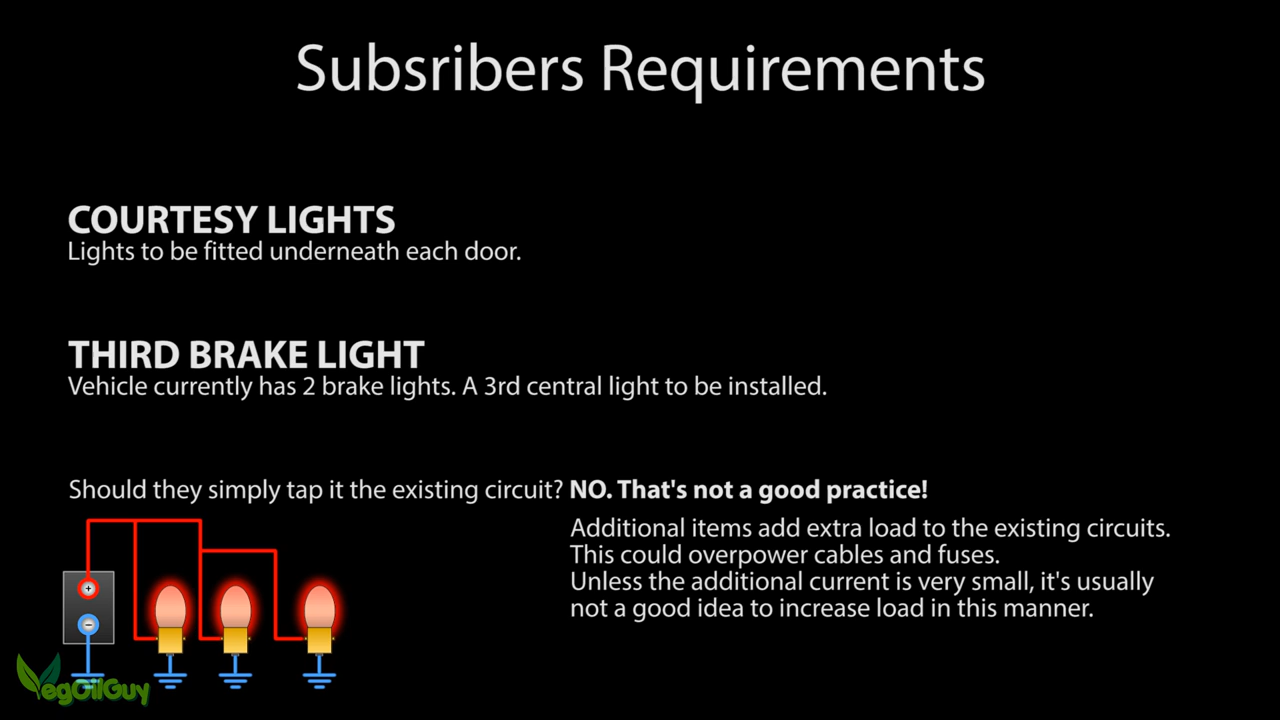 Subsribers Requirements
COURTESY LIGHTS
Lights to be fitted underneath each door.
THIRD BRAKE LIGHT
Vehicle currently has 2 brake lights. A 3rd central light to be installed.
Should they simply tap it the existing circuit? NO. That's not a good practice!
Additional items add extra load to the existing circuits.
This could overpower cables and fuses.
Unless the additional current is very small, it's usually
not a good idea to increase load in this manner.
+
−
VegOilGuy